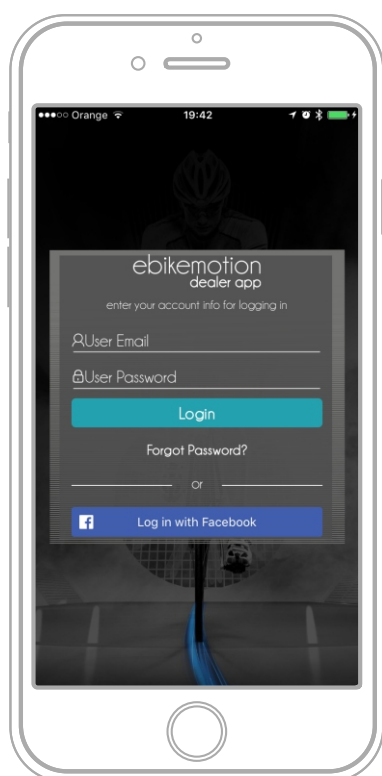 Orange 19:42
ebikemotion
dealer app
enter your account info for logging in
User Email
User Password
Login
Forgot Password?
or
Log in with Facebook